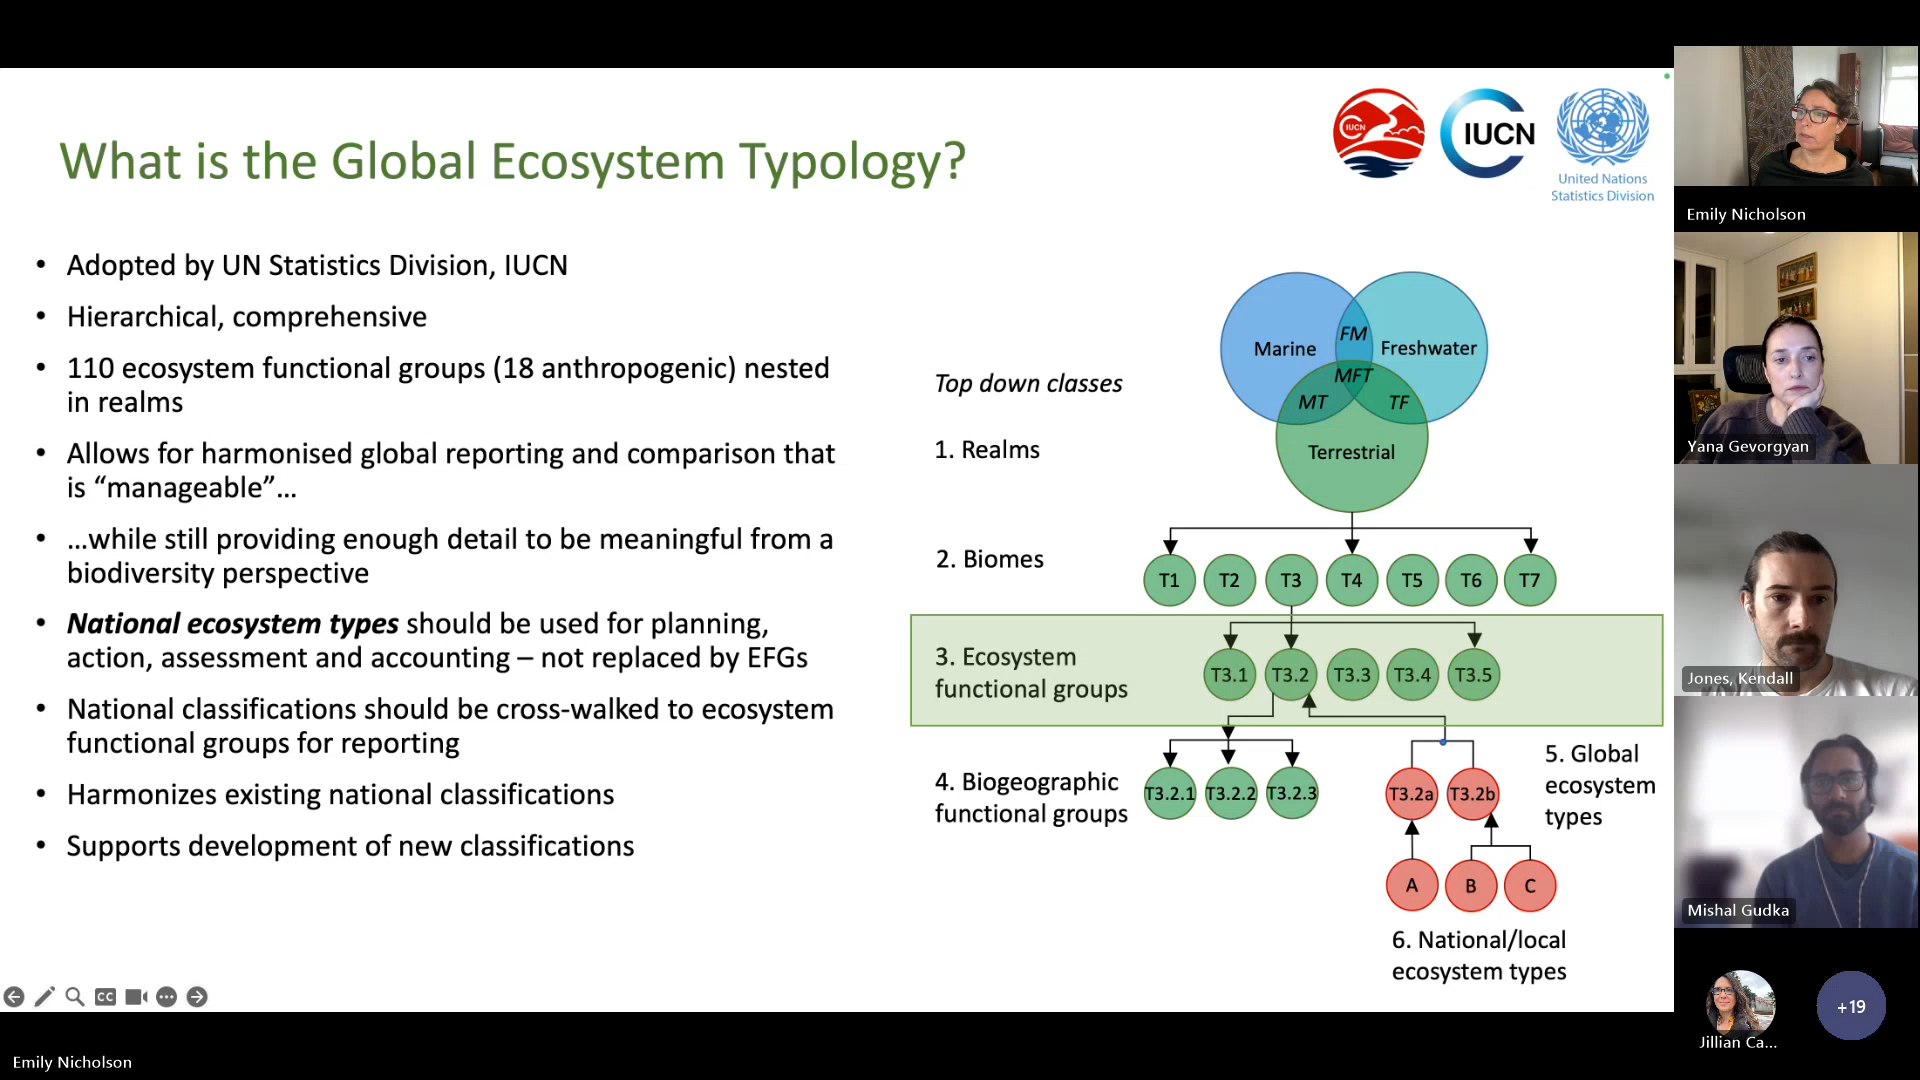 What is the Global Ecosystem Typology?
IUCN
IUCN
United Nations
Statistics Division
• Adopted by UN Statistics Division, IUCN
• Hierarchical, comprehensive
• 110 ecosystem functional groups (18 anthropogenic) nested
in realms
• Allows for harmonised global reporting and comparison that
is “manageable”…
• …while still providing enough detail to be meaningful from a
biodiversity perspective
• National ecosystem types should be used for planning,
action, assessment and accounting – not replaced by EFGs
• National classifications should be cross-walked to ecosystem
functional groups for reporting
• Harmonizes existing national classifications
• Supports development of new classifications
Top down classes
1. Realms
Marine
FM
Freshwater
MFT
MT
TF
Terrestrial
2. Biomes
T1 T2 T3 T4 T5 T6 T7
3. Ecosystem
functional groups
T3.1 T3.2 T3.3 T3.4 T3.5
4. Biogeographic
functional groups
T3.2.1 T3.2.2 T3.2.3
T3.2a T3.2b
5. Global
ecosystem
types
A B C
6. National/local
ecosystem types
CC
Emily Nicholson
Emily Nicholson
Yana Gevorgyan
Jones, Kendall
Mishal Gudka
Jillian Ca...
+19